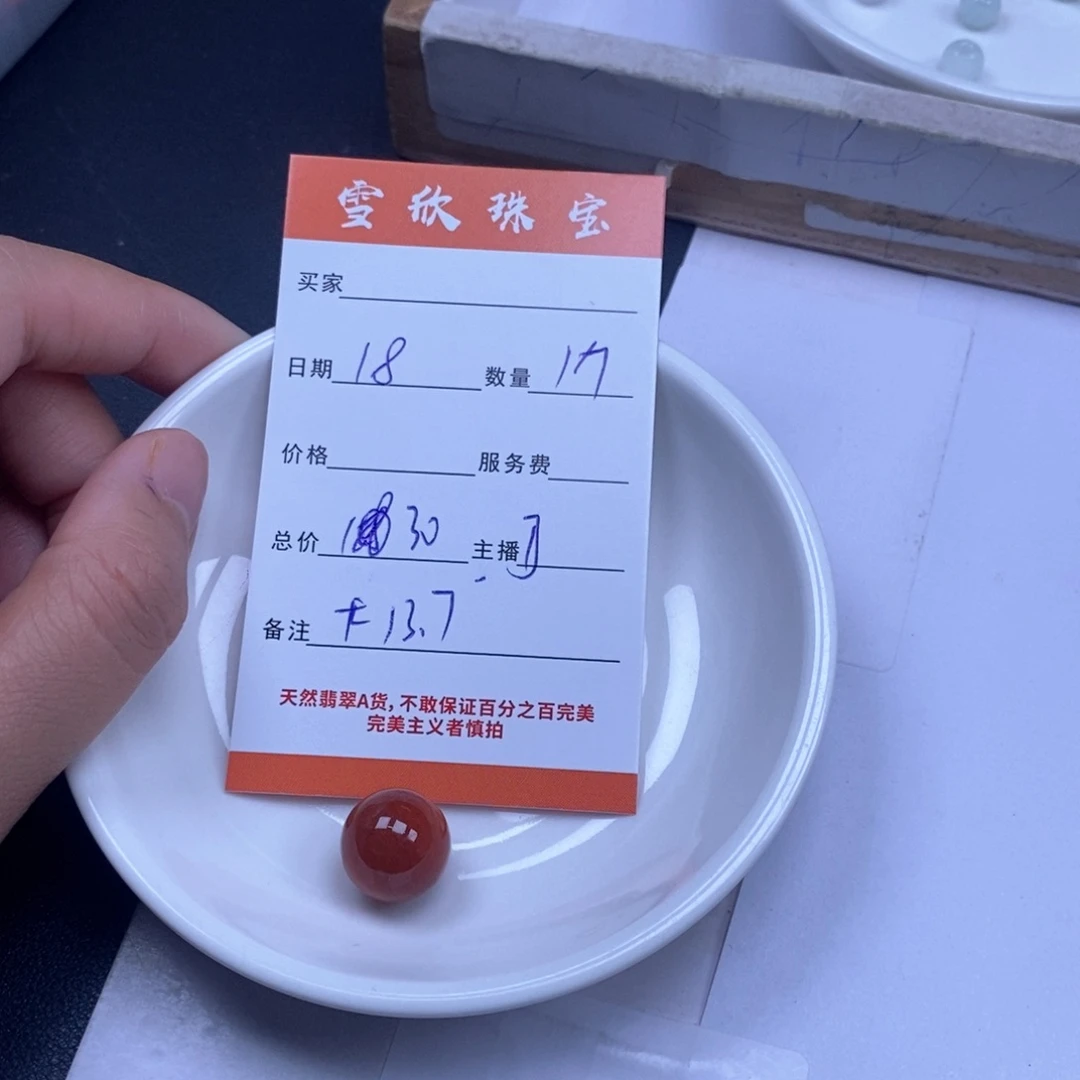 雪欣珠宝
买家
日期 18 数量 1
价格 服务费
总价 30 主播
备注 13.7
天然翡翠A货,不敢保证百分之百完美
完美主义者慎拍